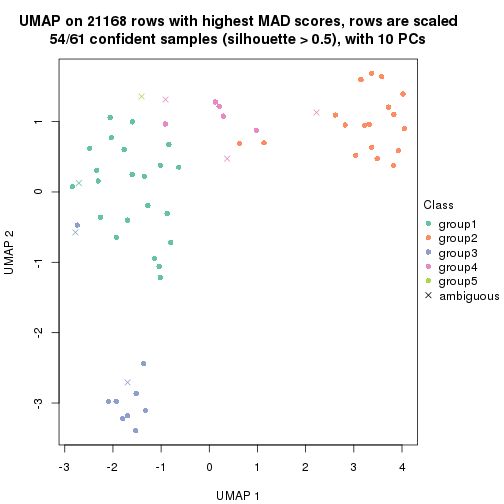 UMAP on 21168 rows with highest MAD scores, rows are scaled
54/61 confident samples (silhouette > 0.5), with 10 PCs
UMAP 2
1
0
-1
-2
-3
-3
-2
-1
0
1
2
3
4
UMAP 1
Class
group1
group2
group3
group4
group5
ambiguous